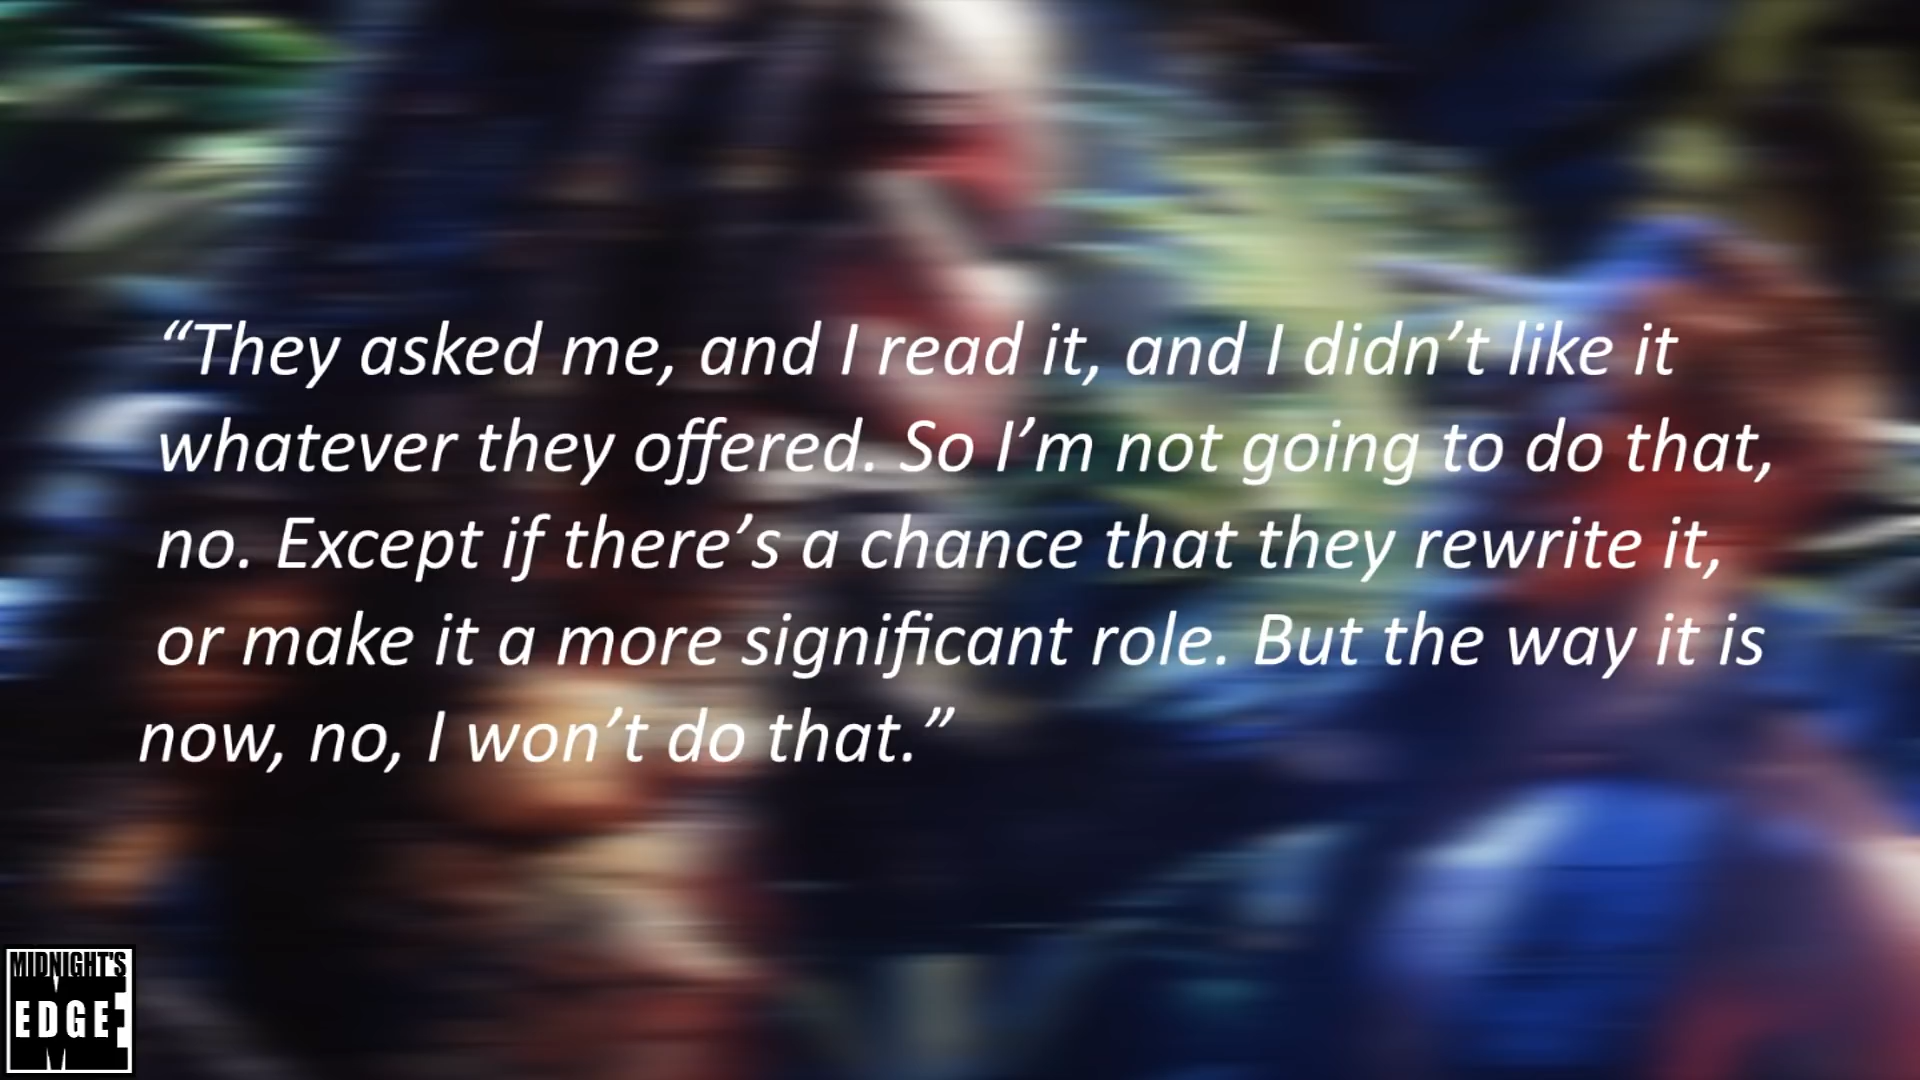 “They asked me, and I read it, and I didn’t like it
whatever they offered. So I’m not going to do that,
no. Except if there’s a chance that they rewrite it,
or make it a more significant role. But the way it is
now, no, I won’t do that.”
MIDNIGHT'S
EDGE